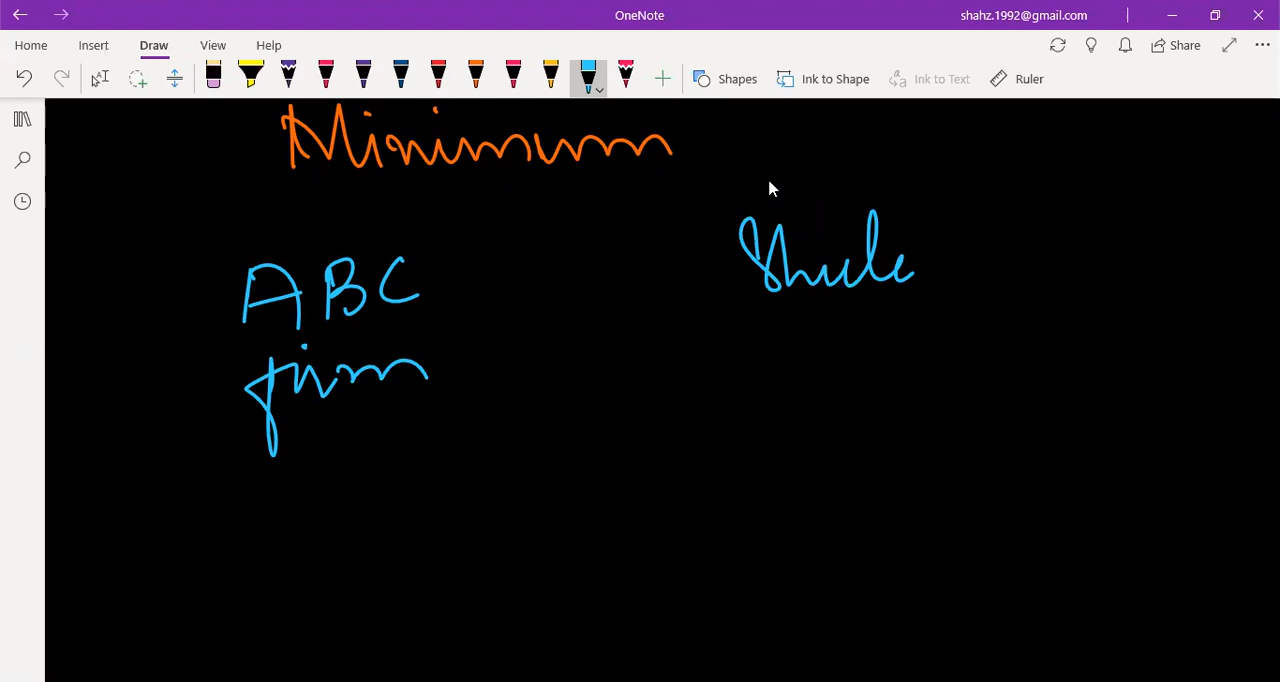 OneNote
shahz.1992@gmail.com
Home Insert Draw View Help
Share
Shapes Ink to Shape Ink to Text Ruler
Minimum
ABC
firm